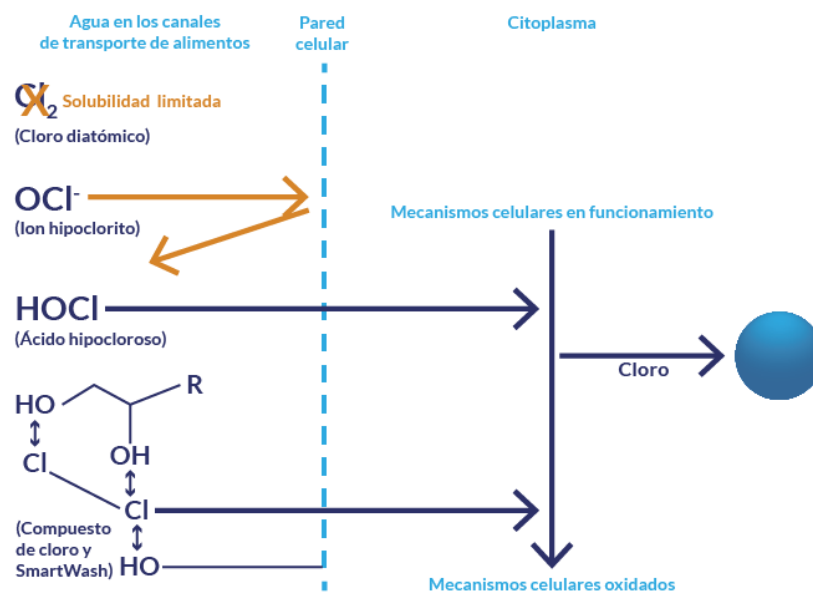 Agua en los canales
de transporte de alimentos
Pared
celular
Citoplasma
Cl2 Solubilidad limitada
(Cloro diatómico)
OCl-
(Ion hipoclorito)
Mecanismos celulares en funcionamiento
HOCl
(Ácido hipocloroso)
Cloro
R
HO
OH
Cl
Cl
(Compuesto
de cloro y
SmartWash)
HO
Mecanismos celulares oxidados